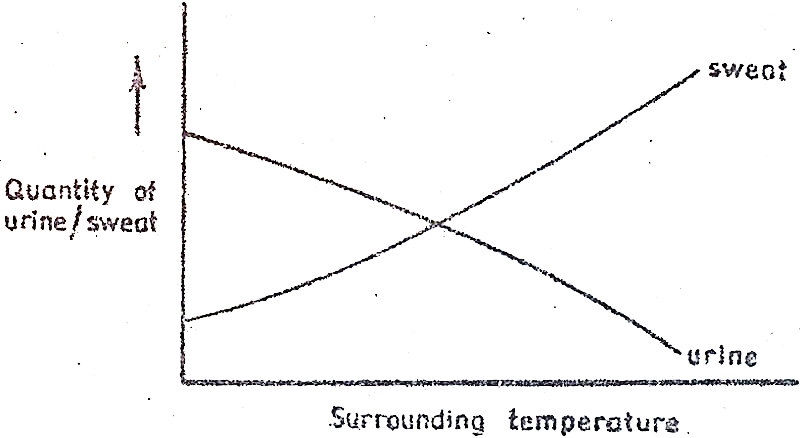 sweat
Quantity of
urine/sweat
urine
Surrounding temperature